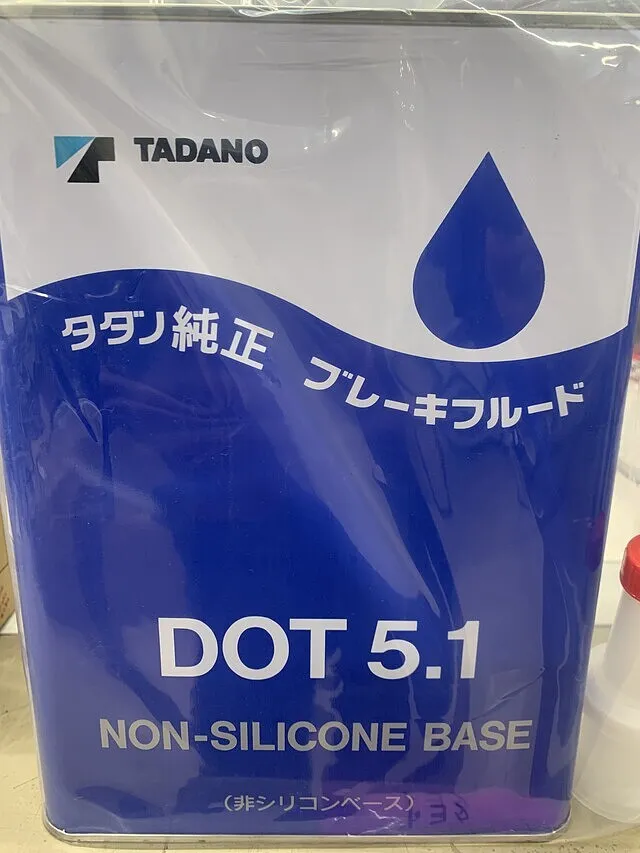 TADANO
タダノ純正 ブレーキフルード
DOT 5.1
NON-SILICONE BASE
(非シリコンベース)